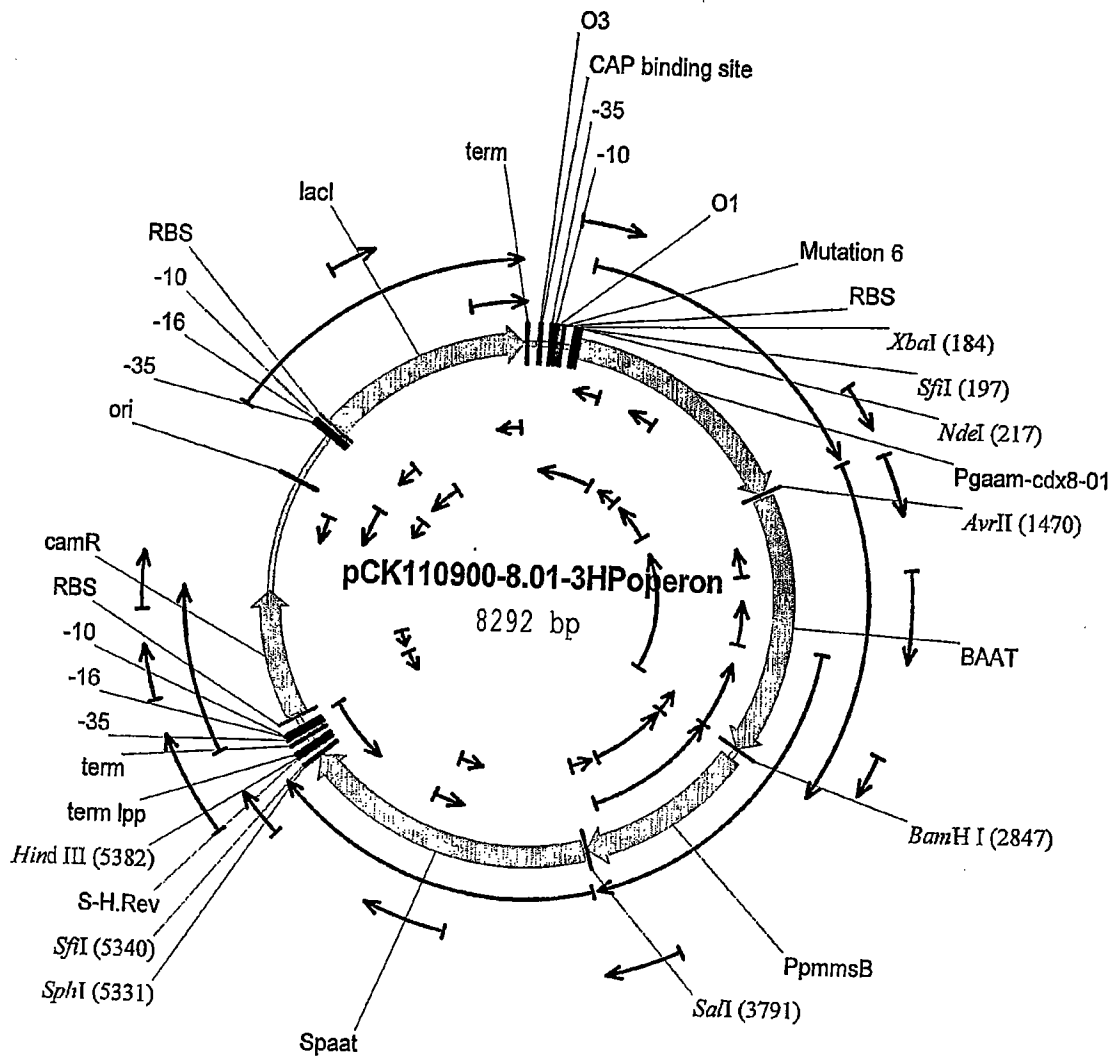 O3
CAP binding site
-35
-10
term
O1
lacI
Mutation 6
RBS
RBS
-10
XbaI (184)
-16
SfiI (197)
-35
NdeI (217)
ori
Pgaam-cdx8-01
AvrII (1470)
camR
RBS
pCK110900-8.01-3HPoperon
8292 bp
-10
BAAT
-16
-35
term
term lpp
BamH I (2847)
Hind III (5382)
S-H.Rev
SfiI (5340)
PpmmsB
SphI (5331)
SalI (3791)
Spaat